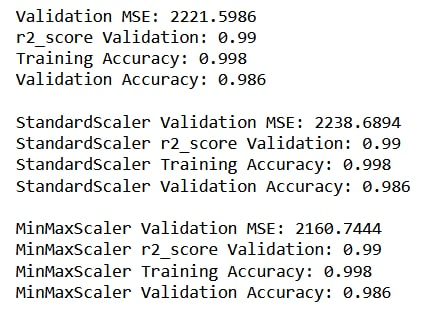 Validation MSE: 2221.5986
r2_score Validation: 0.99
Training Accuracy: 0.998
Validation Accuracy: 0.986
StandardScaler Validation MSE: 2238.6894
StandardScaler r2_score Validation: 0.99
StandardScaler Training Accuracy: 0.998
StandardScaler Validation Accuracy: 0.986
MinMaxScaler Validation MSE: 2160.7444
MinMaxScaler r2_score Validation: 0.99
MinMaxScaler Training Accuracy: 0.998
MinMaxScaler Validation Accuracy: 0.986